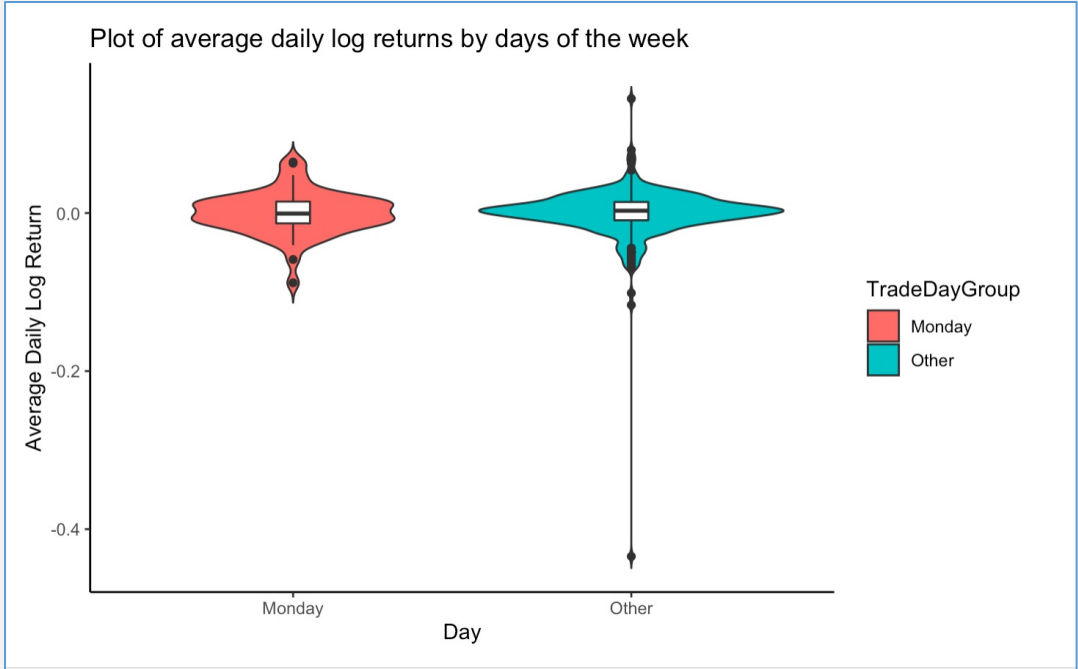 Plot of average daily log returns by days of the week
Average Daily Log Return
0.0
-0.2
-0.4
Monday
Other
Day
TradeDayGroup
Monday
Other